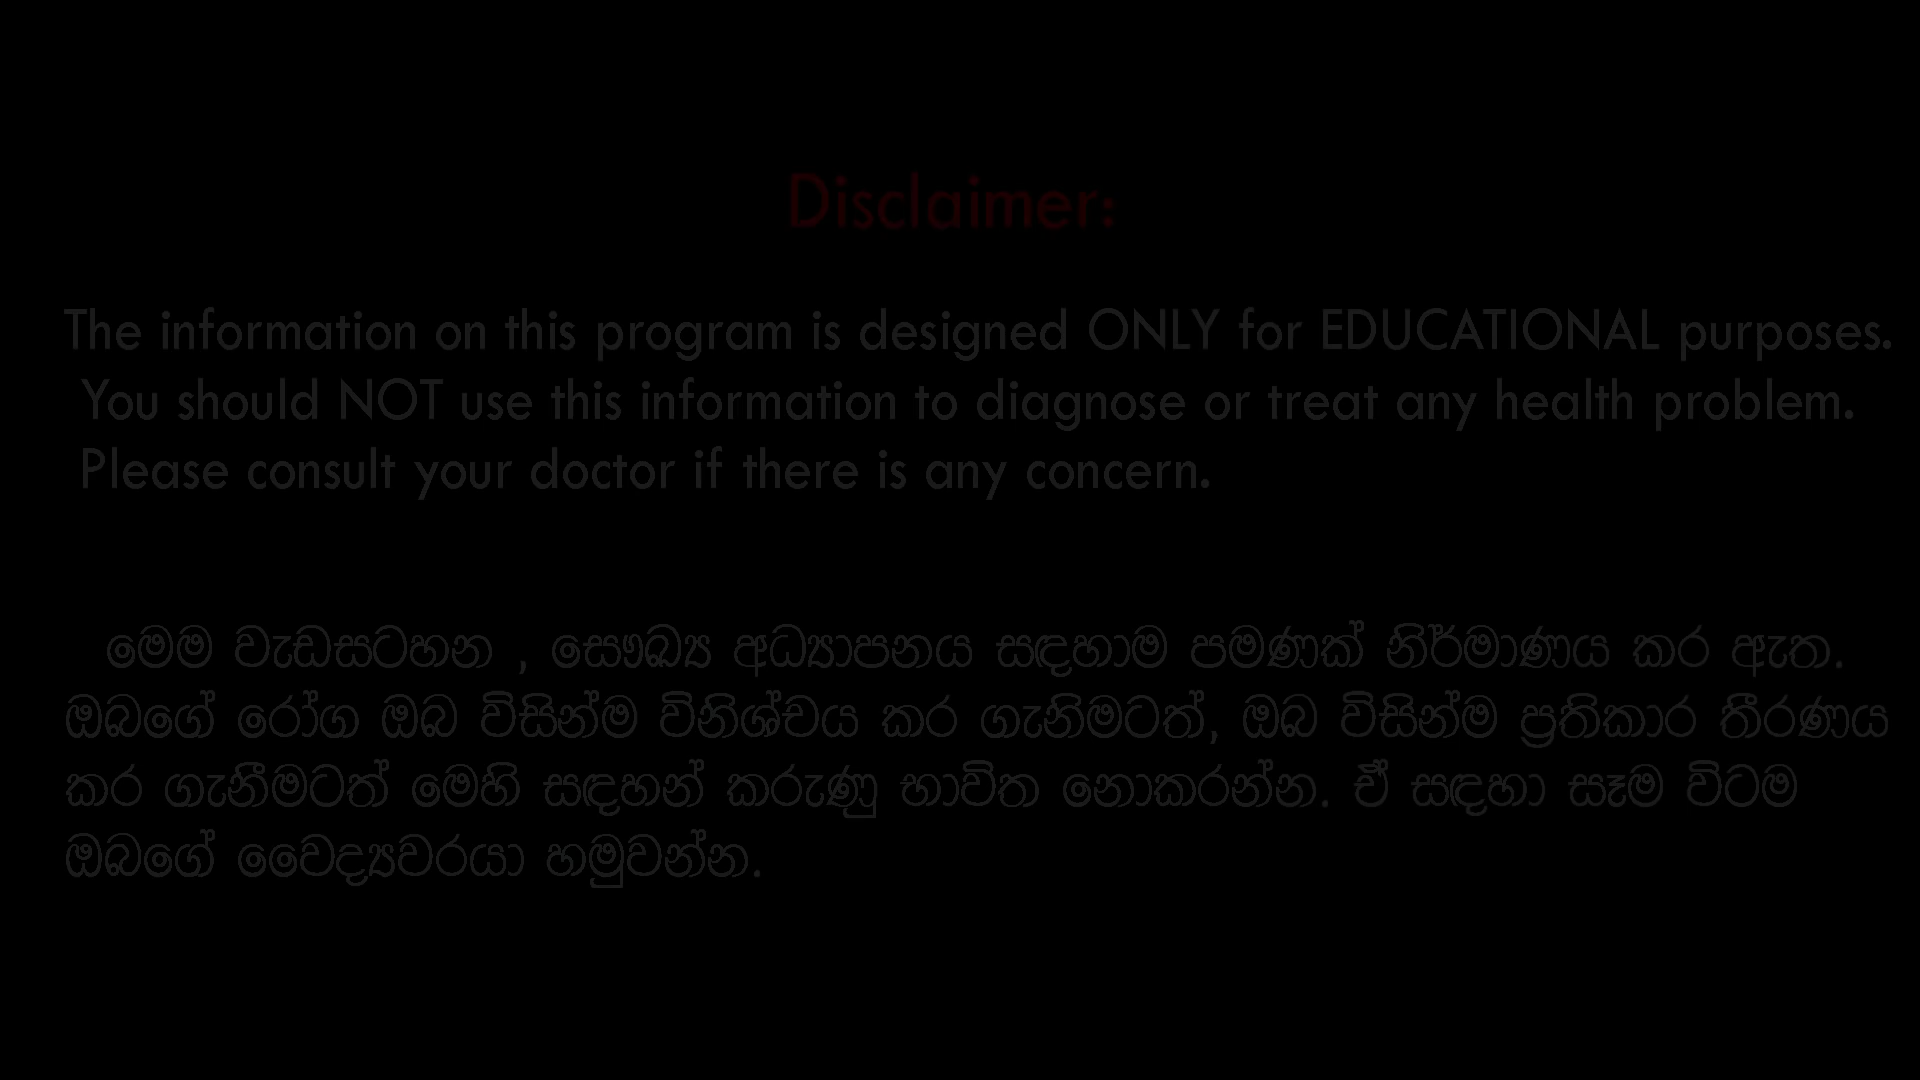 Disclaimer:
The information on this program is designed ONLY for EDUCATIONAL purposes.
You should NOT use this information to diagnose or treat any health problem.
Please consult your doctor if there is any concern.
මෙම වැඩසටහන , සෞඛ්‍ය අධ්‍යාපනය සඳහාම පමණක් නිර්මාණය කර ඇත.
ඔබගේ රෝග ඔබ විසින්ම විනිශ්චය කර ගැනිමටත්, ඔබ විසින්ම ප්‍රතිකාර තීරණය
කර ගැනීමටත් මෙහි සඳහන් කරුණු භාවිත නොකරන්න. ඒ සඳහා සෑම විටම
ඔබගේ වෛද්‍යවරයා හමුවන්න.